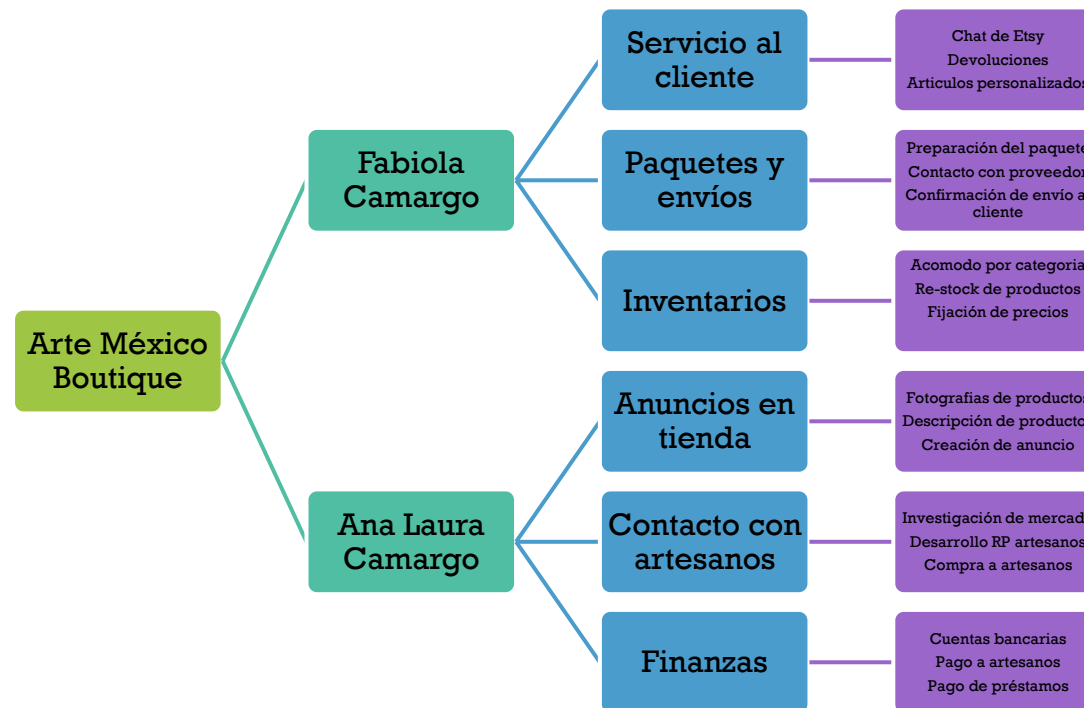 Arte México
Boutique
Fabiola
Camargo
Servicio al
cliente
Chat de Etsy
Devoluciones
Articulos personalizados
Paquetes y
envíos
Preparación del paquete
Contacto con proveedor
Confirmación de envío a
cliente
Inventarios
Acomodo por categoria
Re-stock de productos
Fijación de precios
Ana Laura
Camargo
Anuncios en
tienda
Fotografias de productos
Descripción de producto
Creación de anuncio
Contacto con
artesanos
Investigación de mercad
Desarrollo RP artesanos
Compra a artesanos
Finanzas
Cuentas bancarias
Pago a artesanos
Pago de préstamos